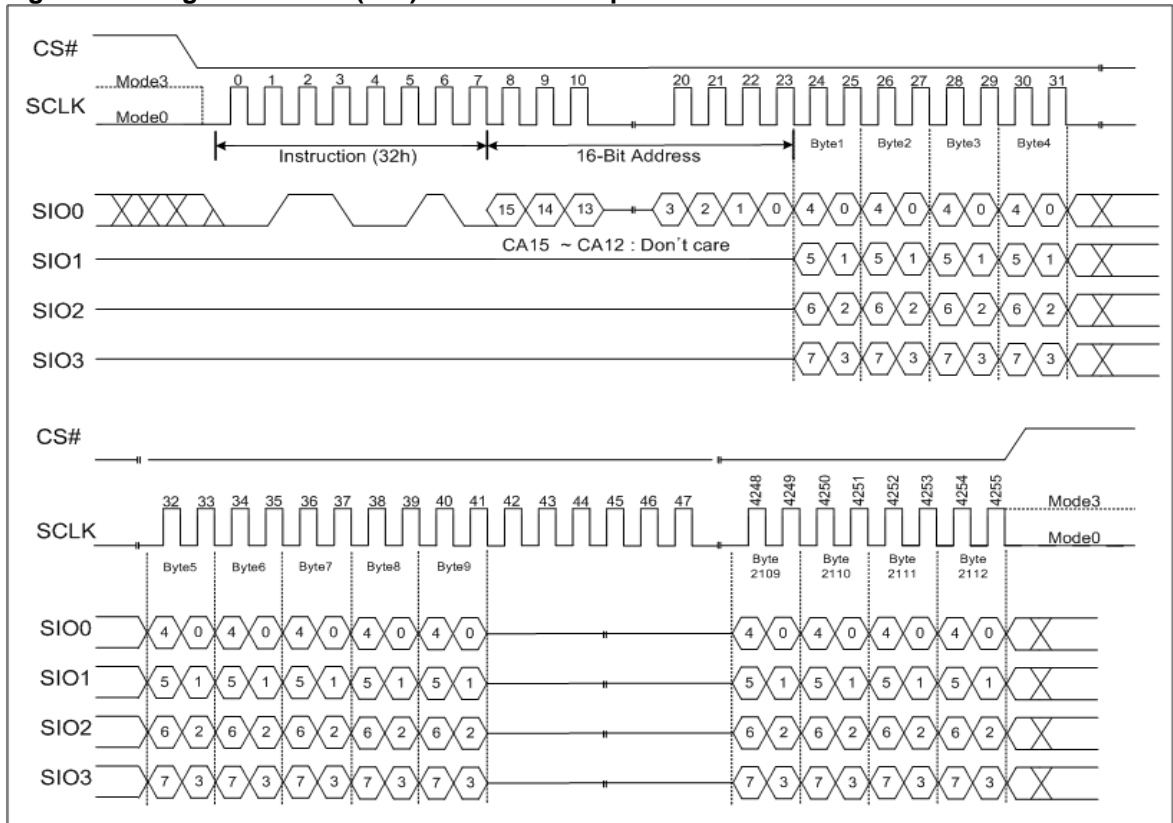 CS#
Mode3
SCLK
Mode0
0 1 2 3 4 5 6 7 8 9 10 20 21 22 23 24 25 26 27 28 29 30 31
Instruction (32h)
16-Bit Address
Byte1 Byte2 Byte3 Byte4
SIO0
15 14 13 3 2 1 0 4 0 4 0 4 0 4 0
CA15 ~ CA12 : Don´t care
SIO1
5 1 5 1 5 1 5 1
SIO2
6 2 6 2 6 2 6 2
SIO3
7 3 7 3 7 3 7 3
CS#
32 33 34 35 36 37 38 39 40 41 42 43 44 45 46 47 4248 4249 4250 4251 4252 4253 4254 4255
Mode3
SCLK
Mode0
Byte5 Byte6 Byte7 Byte8 Byte9
Byte 2109
Byte 2110
Byte 2111
Byte 2112
SIO0
4 0 4 0 4 0 4 0 4 0 4 0 4 0 4 0 4 0
SIO1
5 1 5 1 5 1 5 1 5 1 5 1 5 1 5 1 5 1
SIO2
6 2 6 2 6 2 6 2 6 2 6 2 6 2 6 2 6 2
SIO3
7 3 7 3 7 3 7 3 7 3 7 3 7 3 7 3 7 3